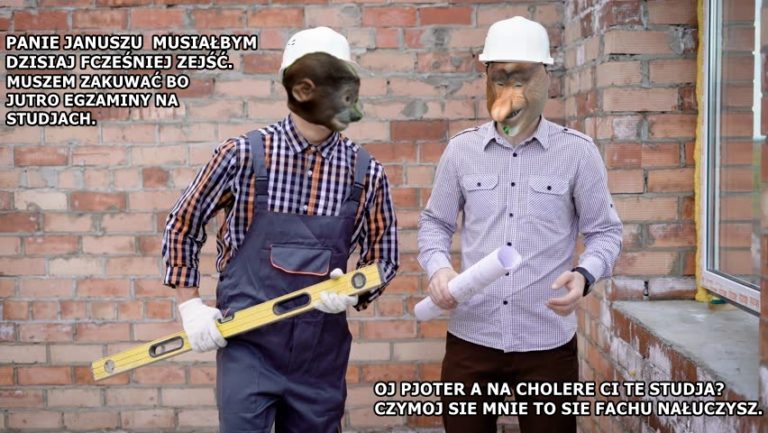 PANIE JANUSZU MUSIAŁBYM
DZISIAJ FCZEŚNIEJ ZEJŚĆ.
MUSZEM ZAKUWAĆ BO
JUTRO EGZAMINY NA
STUDJACH.
OJ PJOTER A NA CHOLERE CI TE STUDJA?
CZYMOJ SIE MNIE TO SIE FACHU NAŁUCZYSZ.